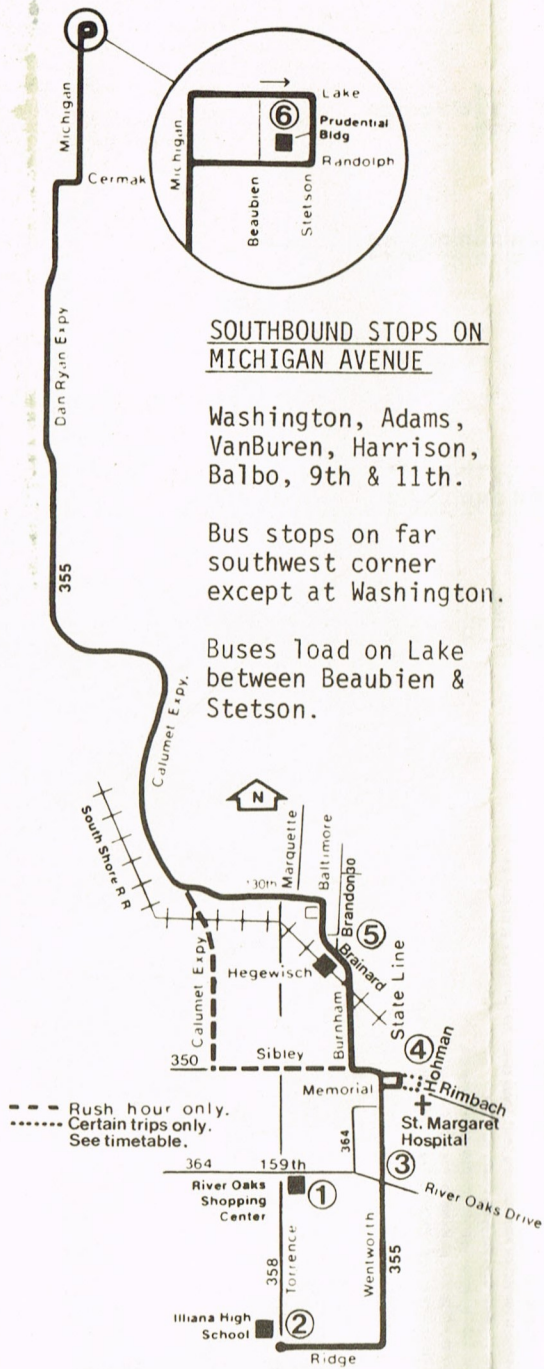 Michigan
Cermak
Dan Ryan Expy
355
Michigan
Lake
6
Prudential
Bldg
Randolph
Beaubien
Stetson
SOUTHBOUND STOPS ON
MICHIGAN AVENUE
Washington, Adams,
VanBuren, Harrison,
Balbo, 9th & 11th.
Bus stops on far
southwest corner
except at Washington.
Buses load on Lake
between Beaubien &
Stetson.
Calumet Expy.
N
South Shore R R
130th
Marquette
Baltimore
Brandon
5
Brainard
State Line
Hegewisch
Calumet Expy
Burnham
4
Hohman
350
Sibley
Memorial
Rimbach
St. Margaret
Hospital
Rush hour only.
Certain trips only.
See timetable.
364
3
364
159th
River Oaks Drive
River Oaks
Shopping
Center
1
358
Torrence
Wentworth
355
Illiana High
School
2
Ridge